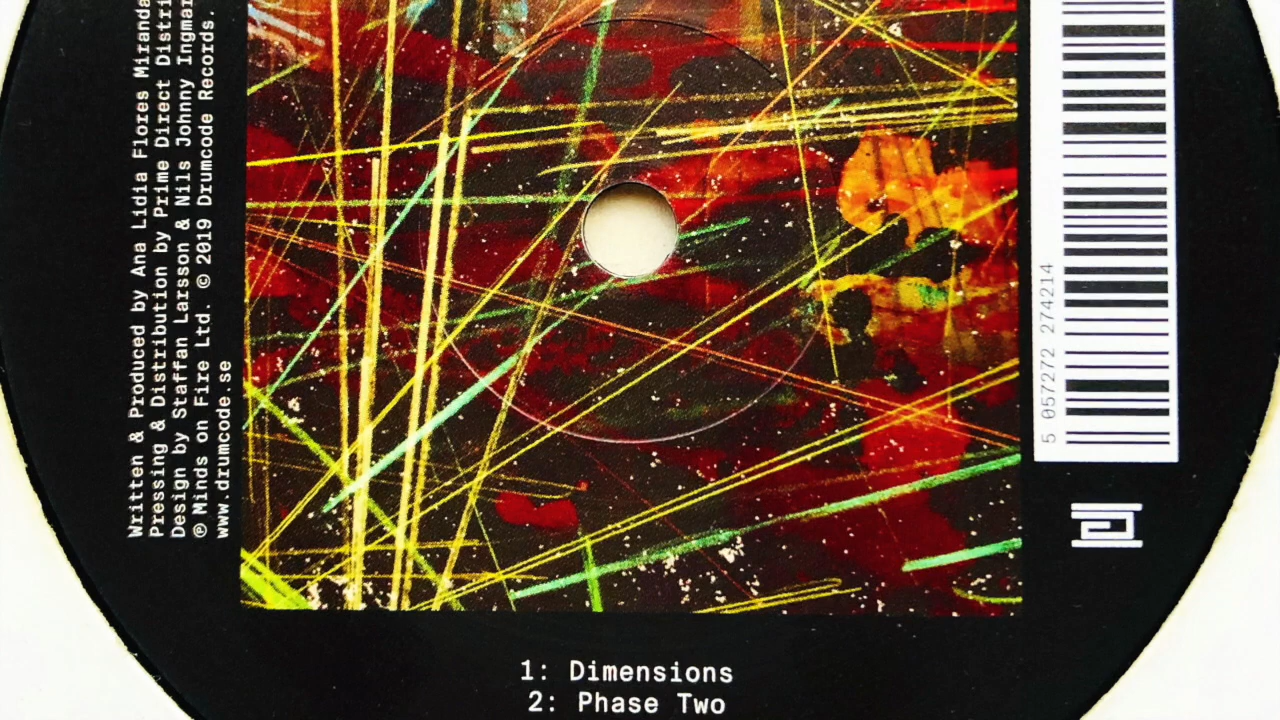 Written & Produced by Ana Lidia Flores Miranda
Pressing & Distribution by Prime Direct Distri
Design by Staffan Larsson & Nils Johnny Ingmar
℗ Minds on Fire Ltd. © 2019 Drumcode Records.
www.drumcode.se
5 057272 274214
1: Dimensions
2: Phase Two